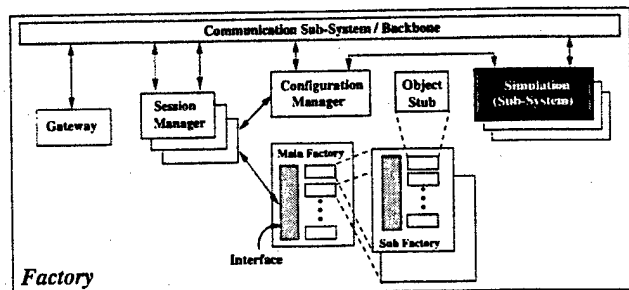 Communication Sub-System / Backbone
Gateway
Session
Manager
Configuration
Manager
Object
Stub
Simulation
(Sub-System)
Main Factory
Sub Factory
Interface
Factory